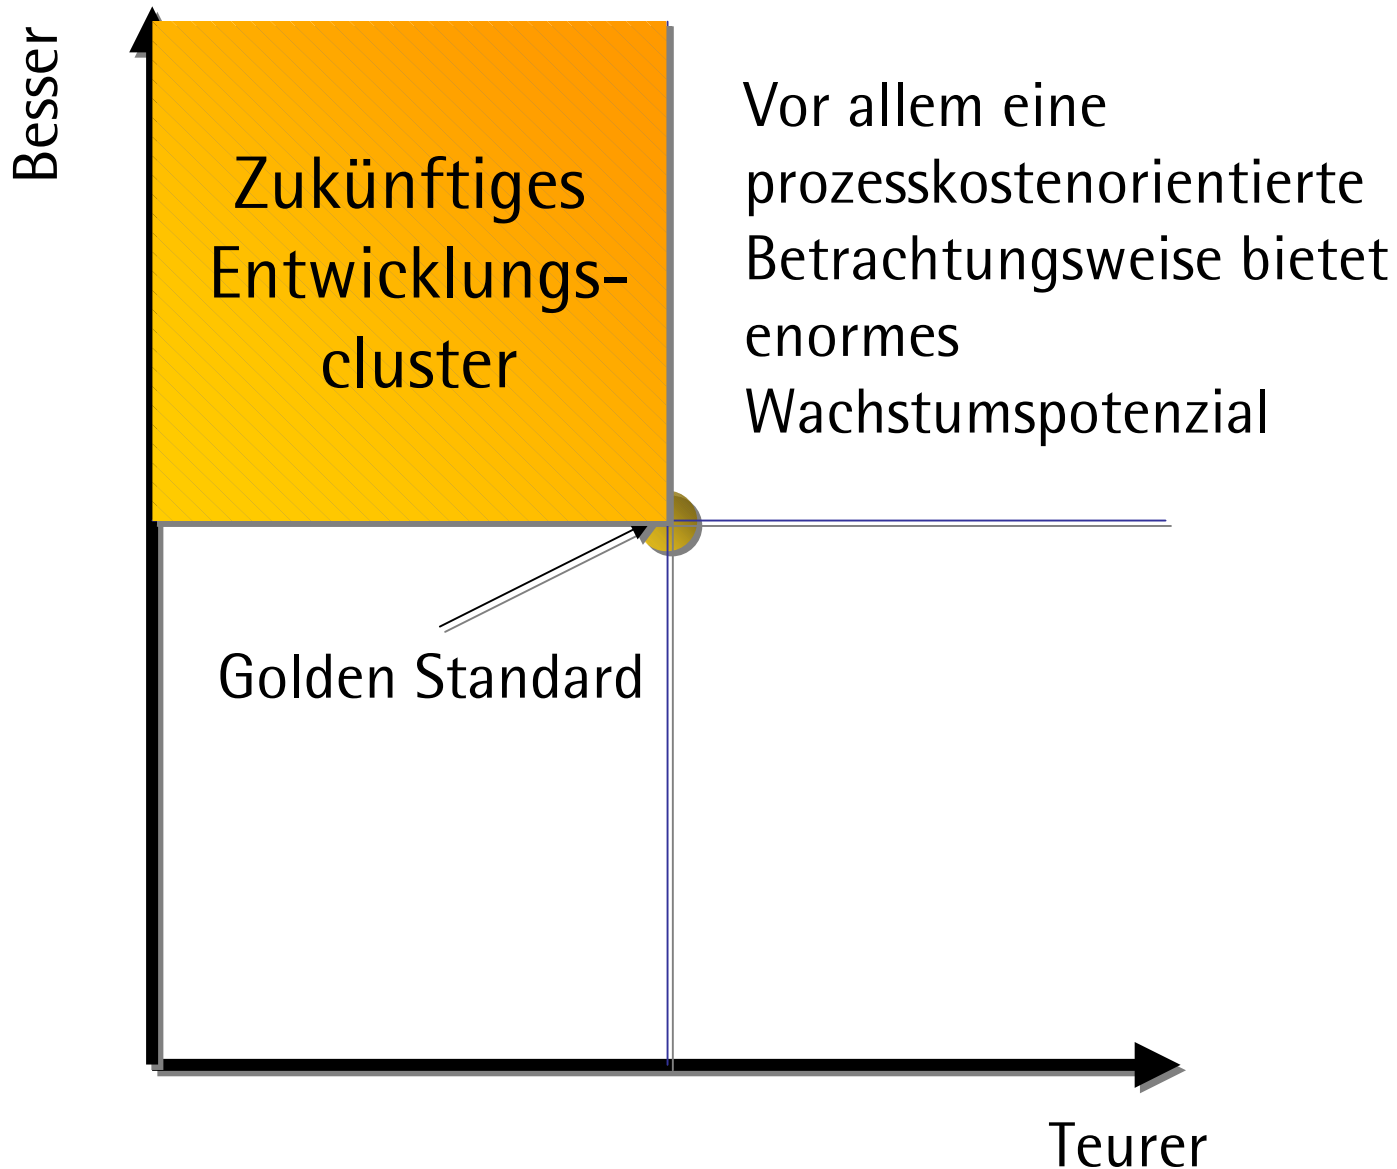 Besser
Zukünftiges
Entwicklungs-
cluster
Vor allem eine
prozesskostenorientierte
Betrachtungsweise bietet
enormes
Wachstumspotenzial
Golden Standard
Teurer